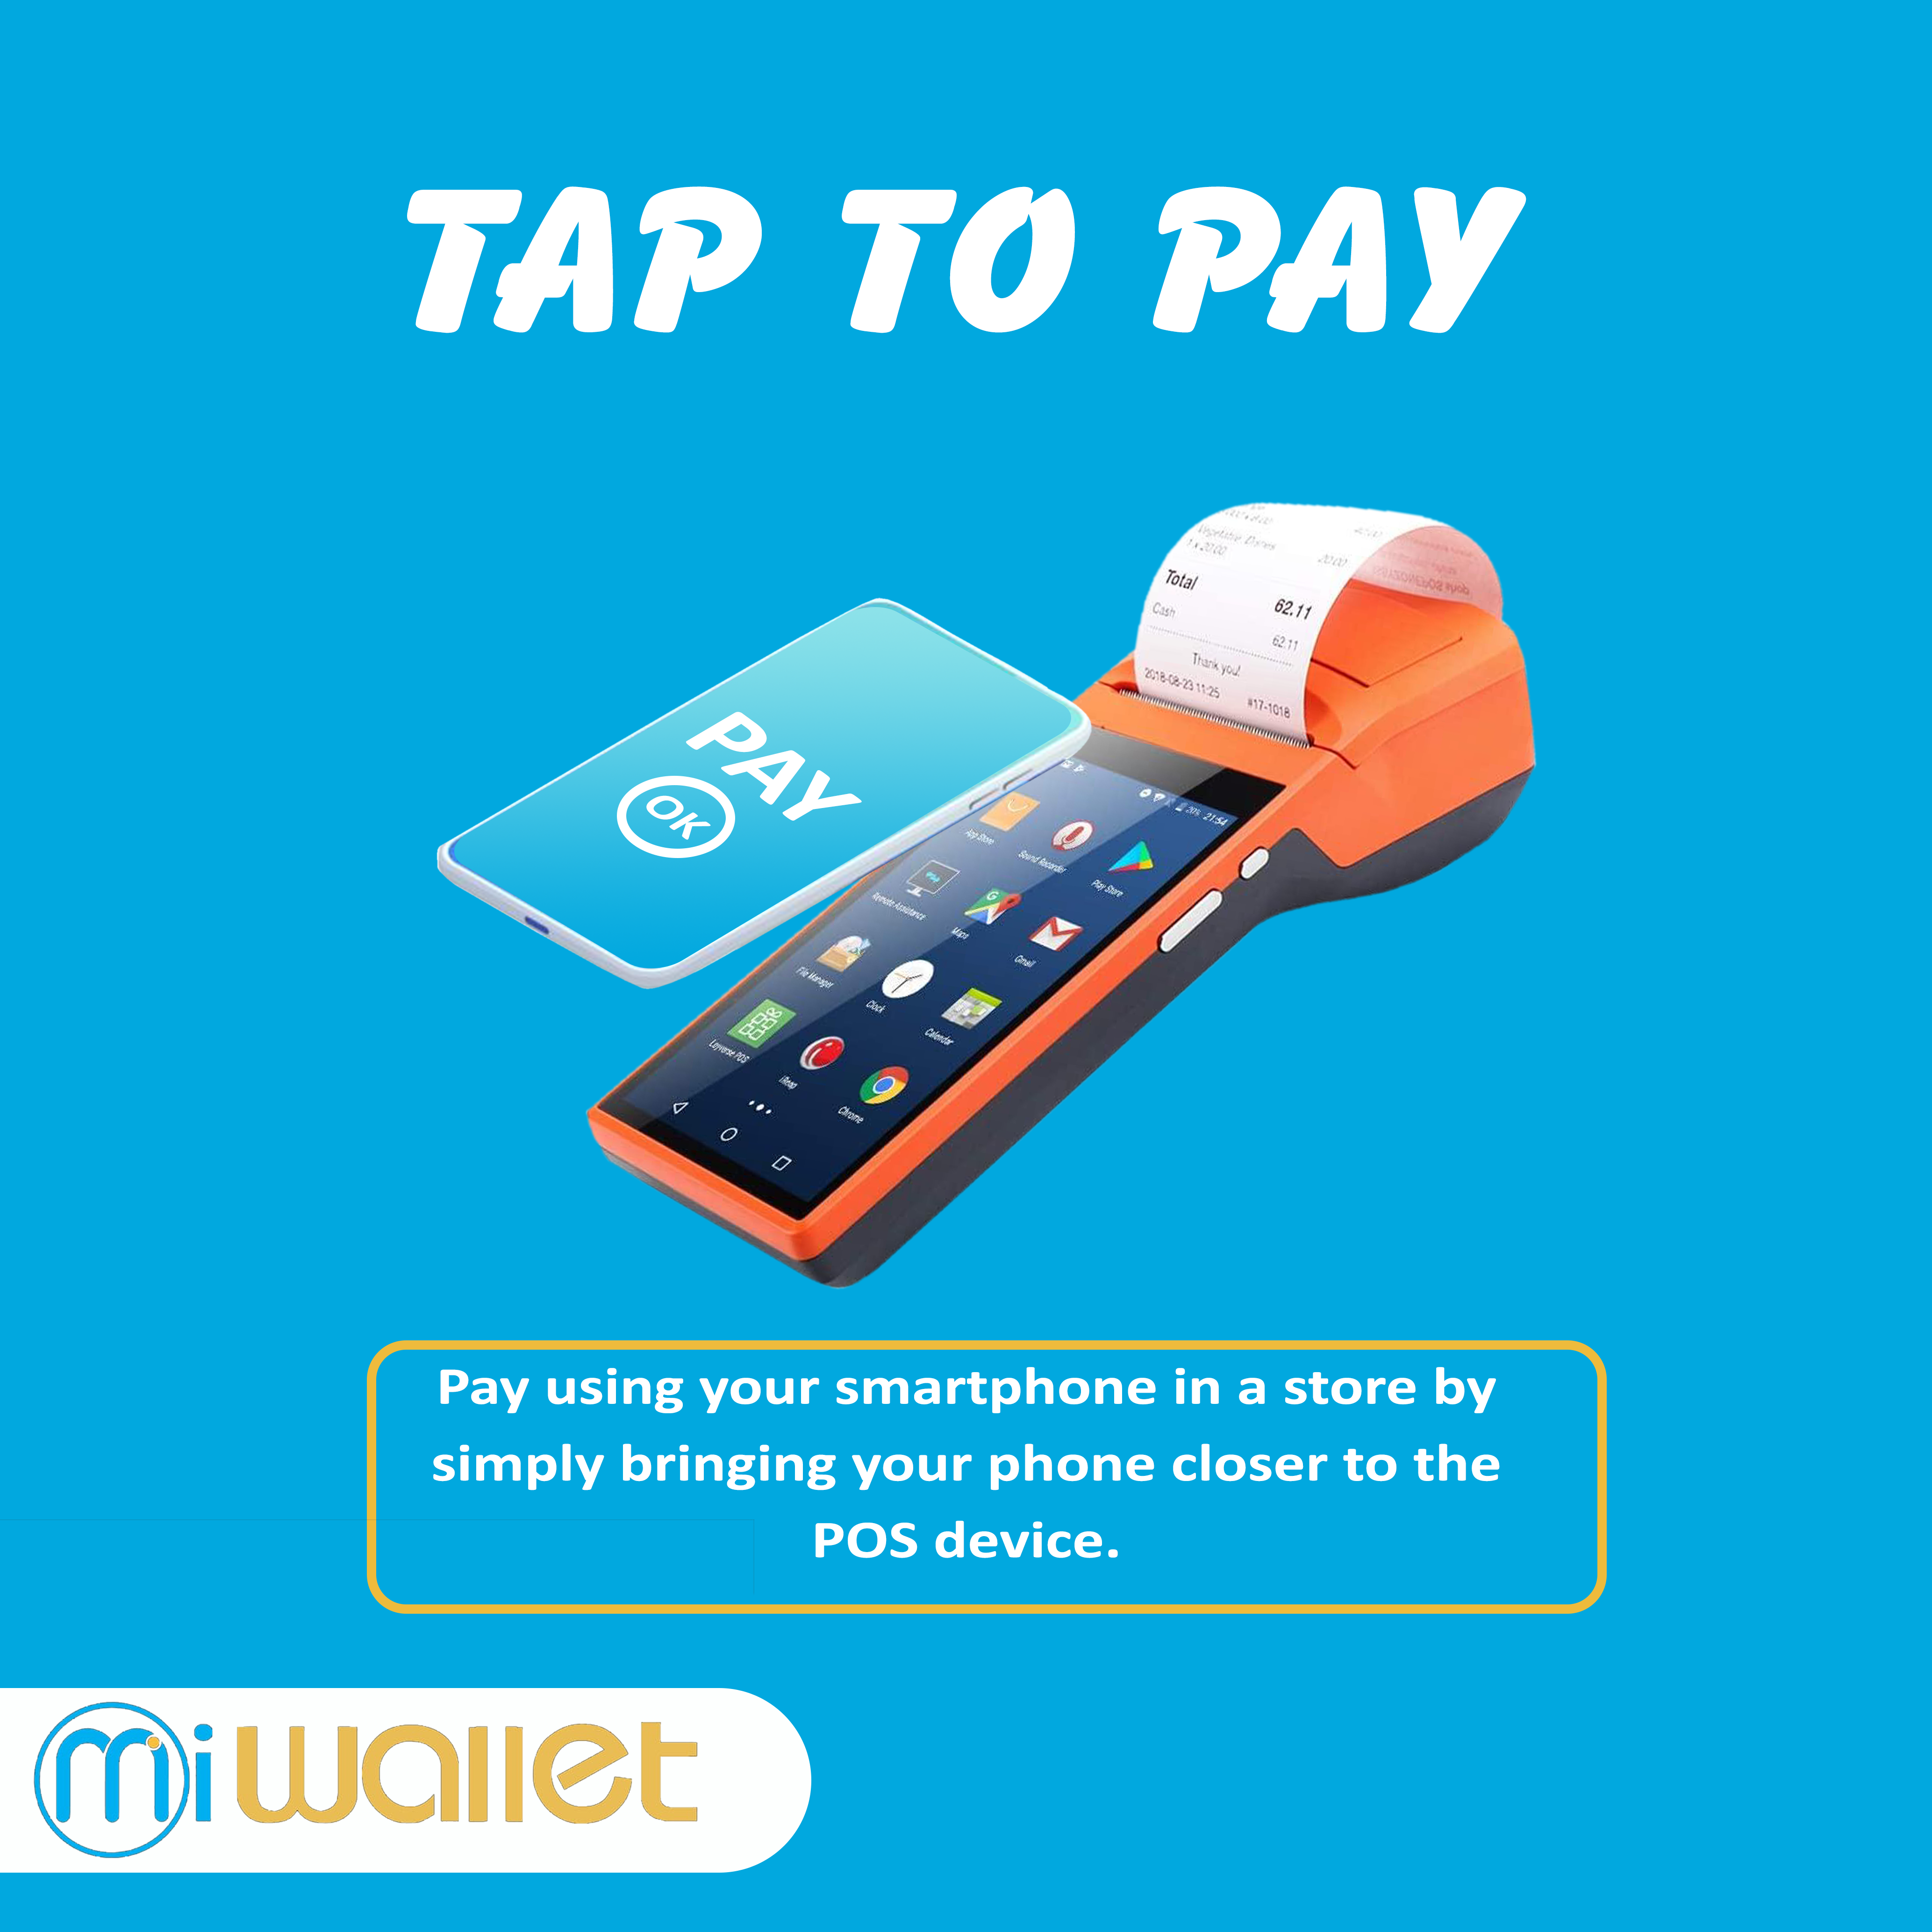 TAP TO PAY
Vegetable Dishes
1 x 20.00 20.00
Total 62.11
Cash 62.11
Thank you!
2018-08-23 11:25 #17-1018
PAY
OK
20% 21:54
App Store Sound Recorder Play Store
Remote Assistance Maps Gmail
File Manager Clock Calendar
Loyverse POS iReap Chrome
Pay using your smartphone in a store by
simply bringing your phone closer to the
POS device.
mi wallet